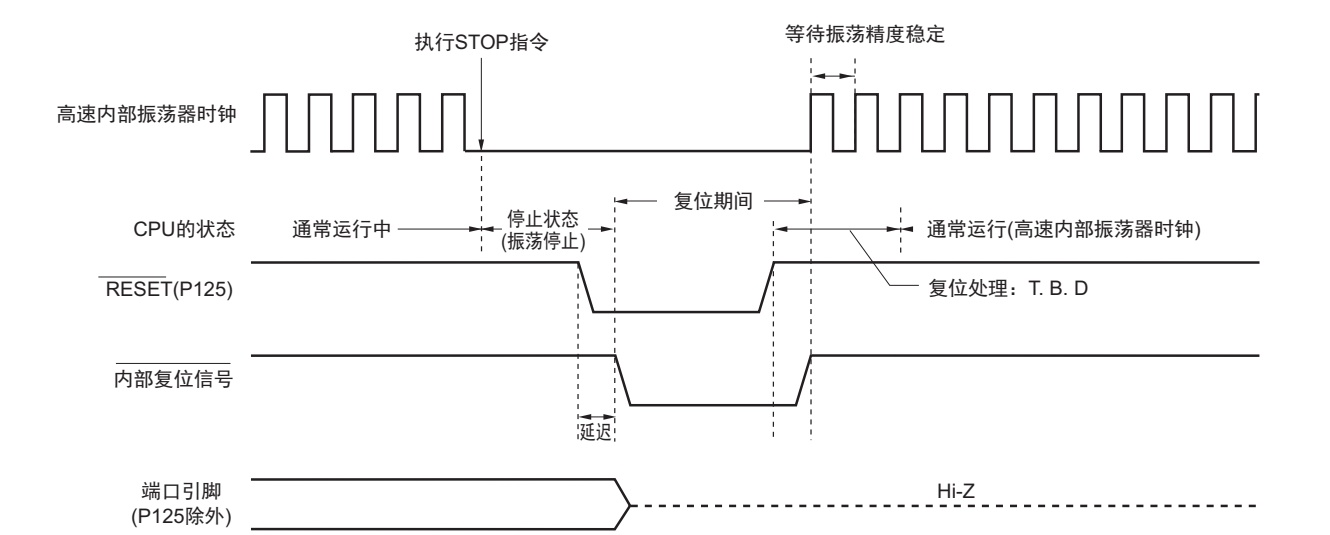 执行STOP指令
等待振荡精度稳定
高速内部振荡器时钟
复位期间
CPU的状态
通常运行中
停止状态
(振荡停止)
通常运行(高速内部振荡器时钟)
RESET(P125)
复位处理：T. B. D
内部复位信号
延迟
端口引脚
(P125除外)
Hi-Z